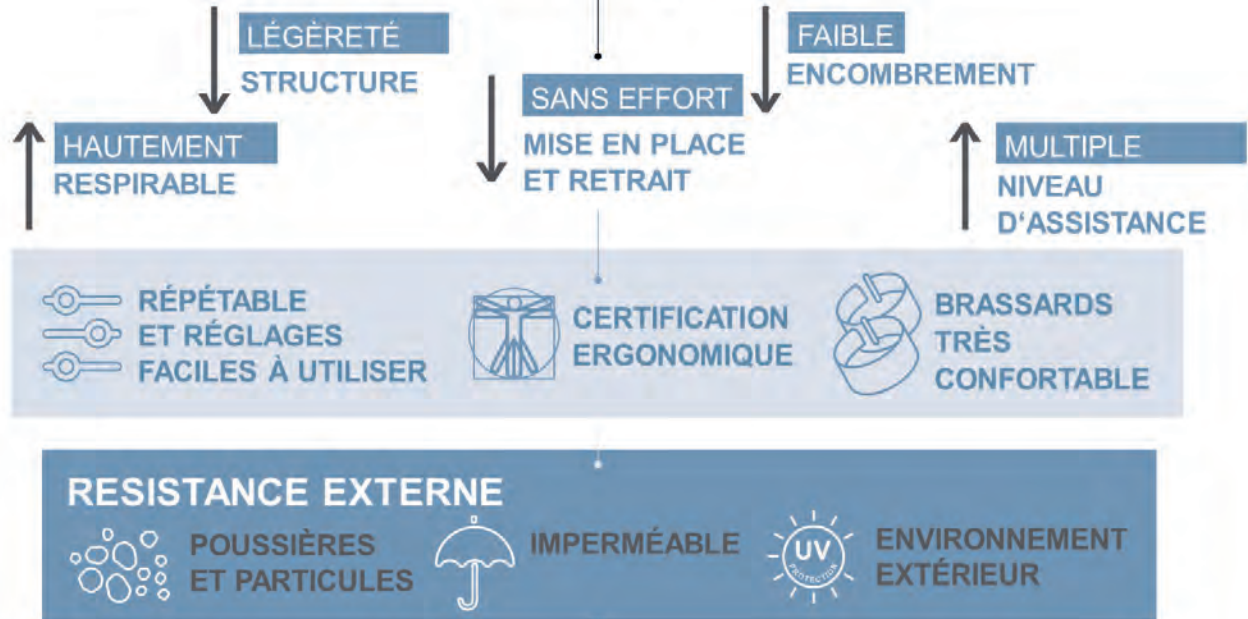 LÉGÈRETÉ
STRUCTURE
FAIBLE
ENCOMBREMENT
SANS EFFORT
MISE EN PLACE
ET RETRAIT
HAUTEMENT
RESPIRABLE
MULTIPLE
NIVEAU
D‘ASSISTANCE
RÉPÉTABLE
ET RÉGLAGES
FACILES À UTILISER
CERTIFICATION
ERGONOMIQUE
BRASSARDS
TRÈS
CONFORTABLE
RESISTANCE EXTERNE
POUSSIÈRES
ET PARTICULES
IMPERMÉABLE
UV
PROTECTION
ENVIRONNEMENT
EXTÉRIEUR